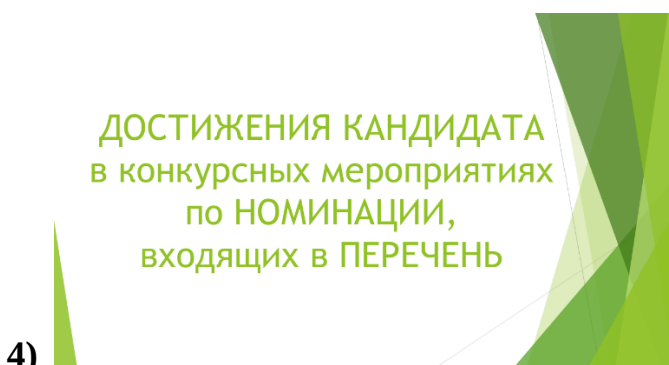 ДОСТИЖЕНИЯ КАНДИДАТА
в конкурсных мероприятиях
по НОМИНАЦИИ,
входящих в ПЕРЕЧЕНЬ
4)